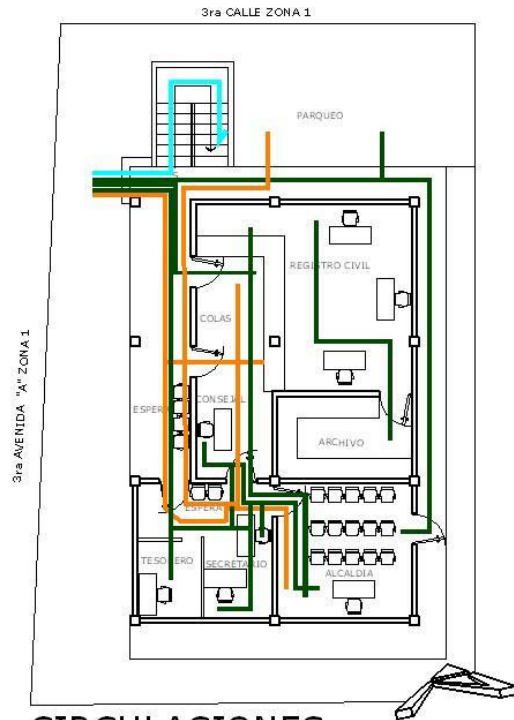 3ra CALLE ZONA 1
PARQUEO
REGISTRO CIVIL
COLAS
3ra AVENIDA "A" ZONA 1
ESPERA
CONSEJAL
ARCHIVO
ESPERA
TESORERO
SECRETARIO
ALCALDIA
CIRCULACIONES